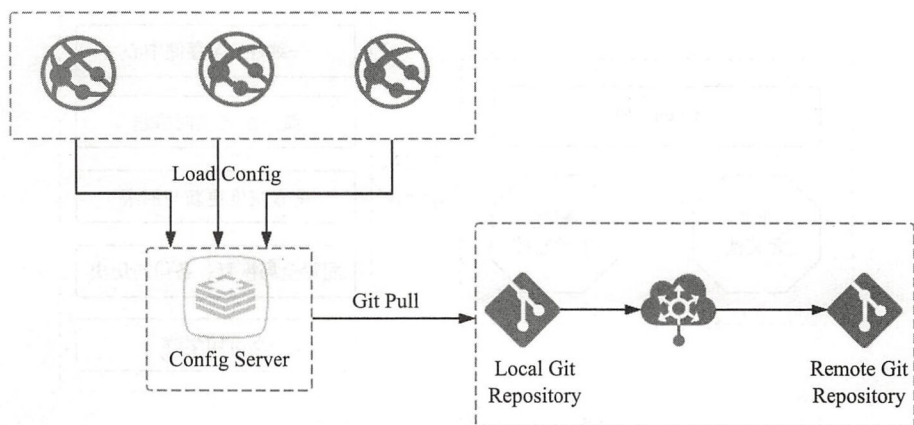 Load Config
Git Pull
Config Server
Local Git
Repository
Remote Git
Repository